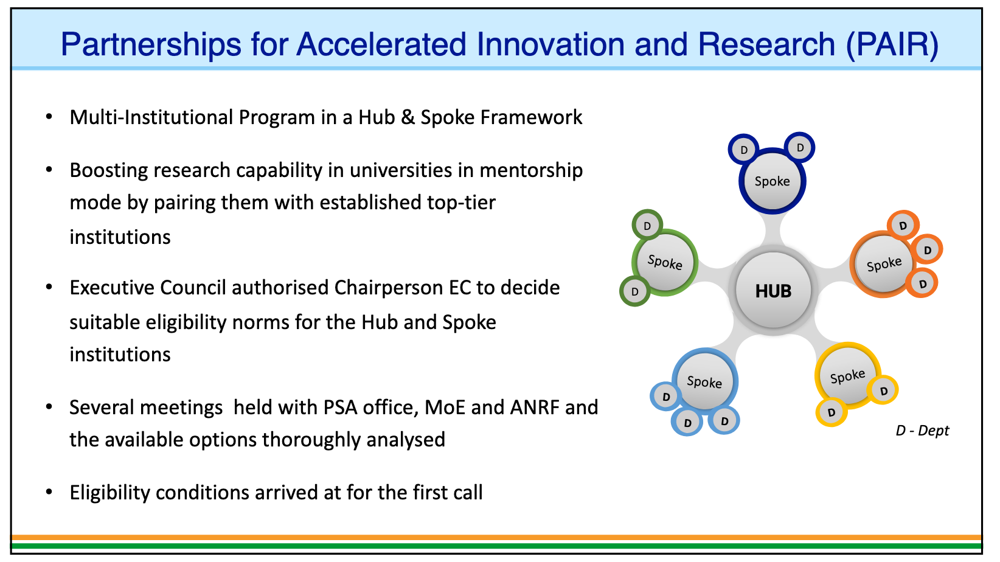 Partnerships for Accelerated Innovation and Research (PAIR)
• Multi-Institutional Program in a Hub & Spoke Framework
• Boosting research capability in universities in mentorship
mode by pairing them with established top-tier
institutions
• Executive Council authorised Chairperson EC to decide
suitable eligibility norms for the Hub and Spoke
institutions
• Several meetings  held with PSA office, MoE and ANRF and
the available options thoroughly analysed
• Eligibility conditions arrived at for the first call
D
D
Spoke
D
Spoke
D
D
D
D
Spoke
HUB
Spoke
D
D
D
Spoke
D
D
D - Dept